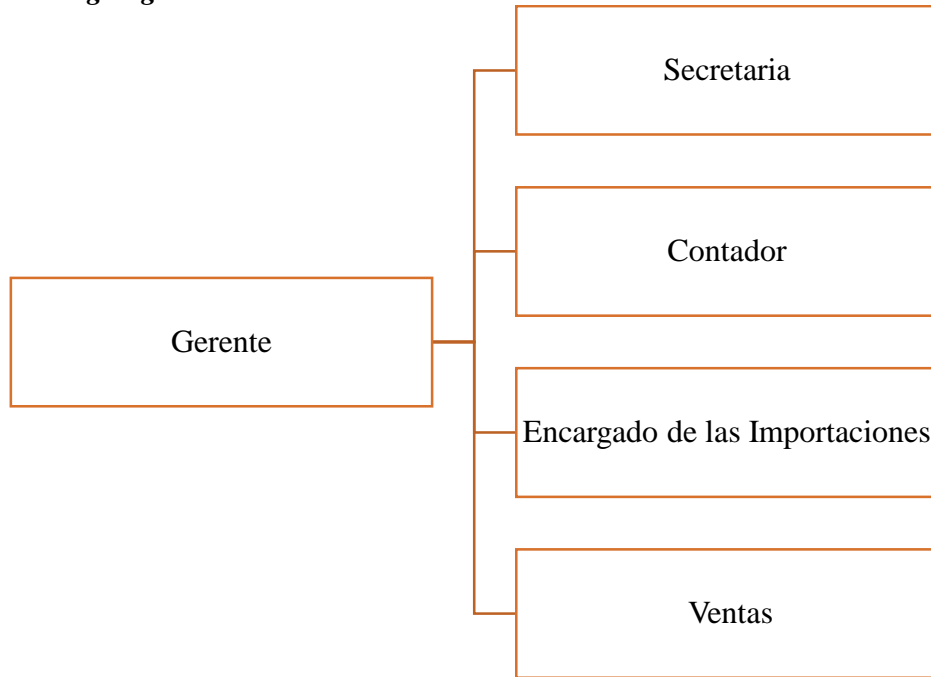 Secretaria
Contador
Gerente
Encargado de las Importaciones
Ventas